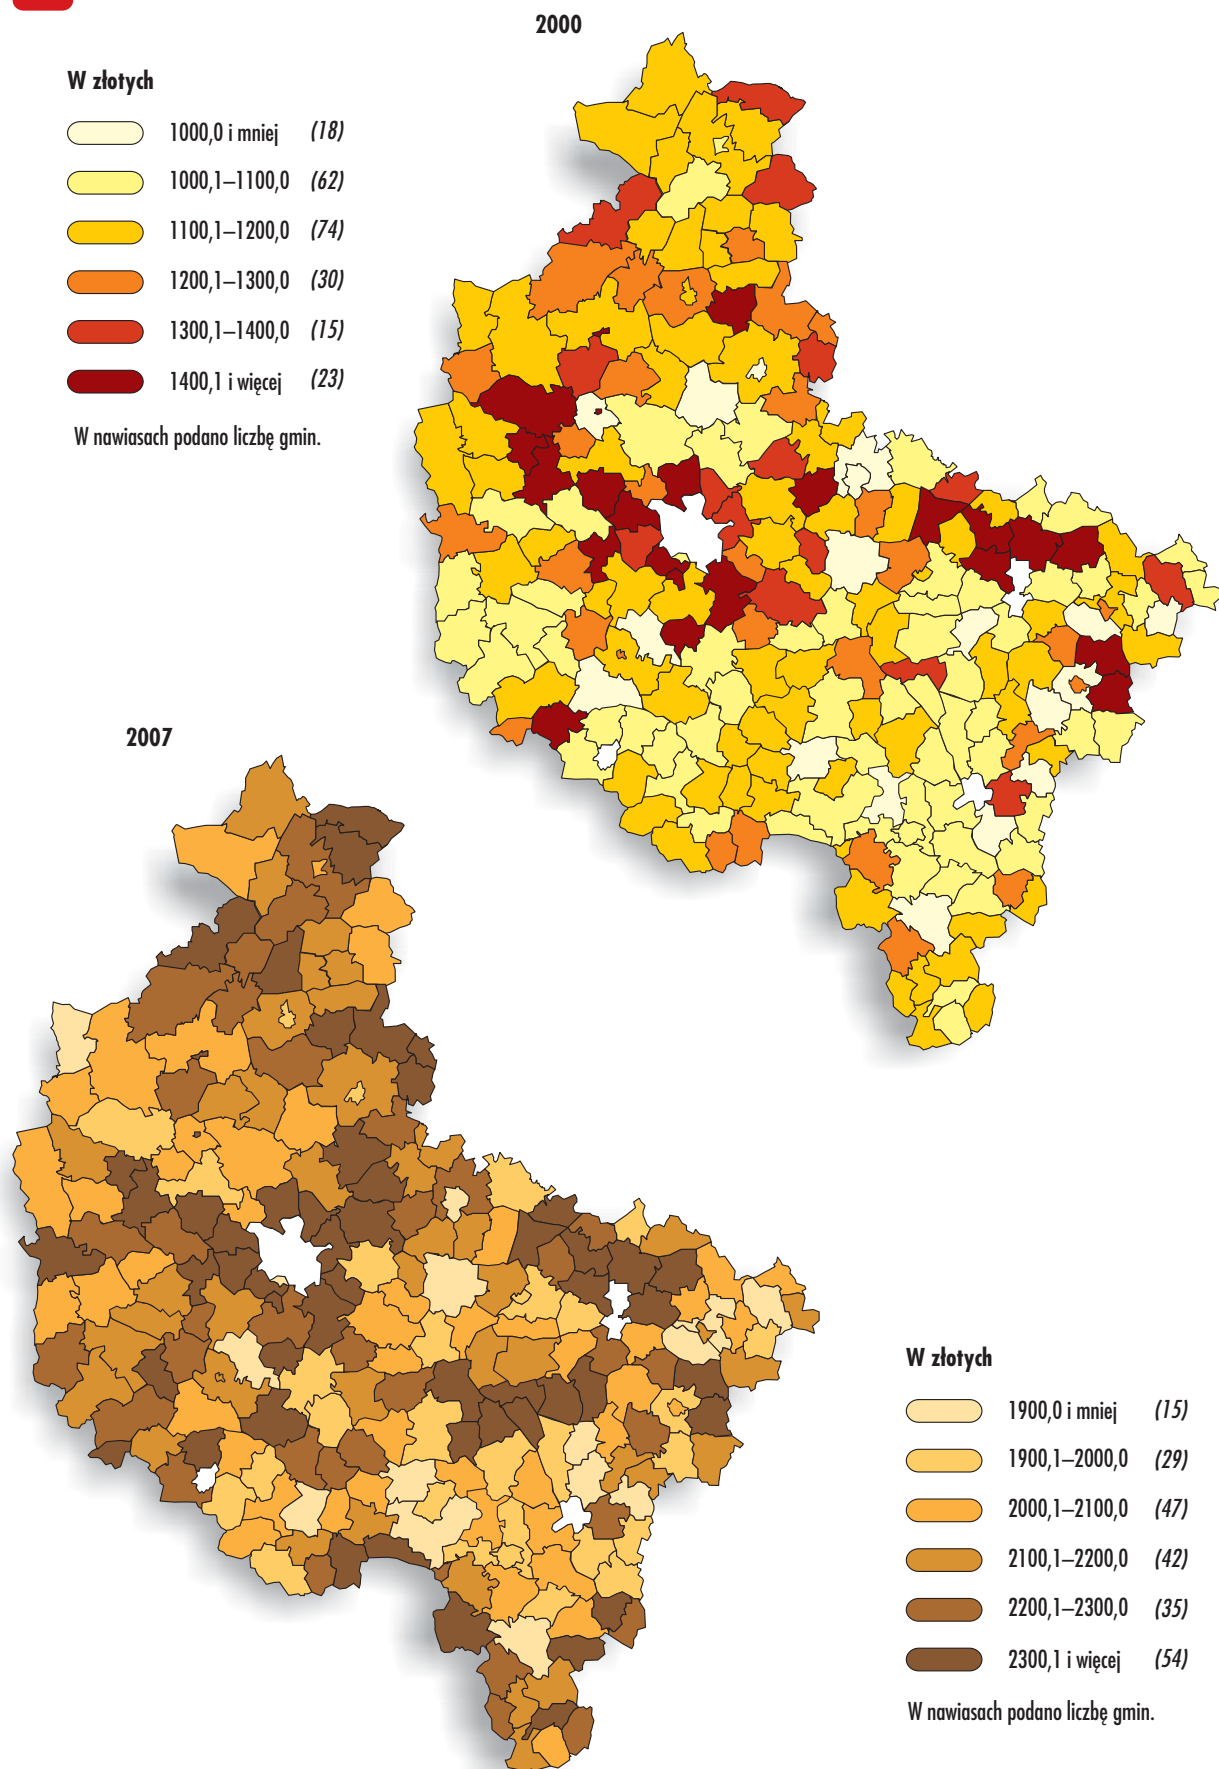 2000
W złotych
1000,0 i mniej (18)
1000,1–1100,0 (62)
1100,1–1200,0 (74)
1200,1–1300,0 (30)
1300,1–1400,0 (15)
1400,1 i więcej (23)
W nawiasach podano liczbę gmin.
2007
W złotych
1900,0 i mniej (15)
1900,1–2000,0 (29)
2000,1–2100,0 (47)
2100,1–2200,0 (42)
2200,1–2300,0 (35)
2300,1 i więcej (54)
W nawiasach podano liczbę gmin.